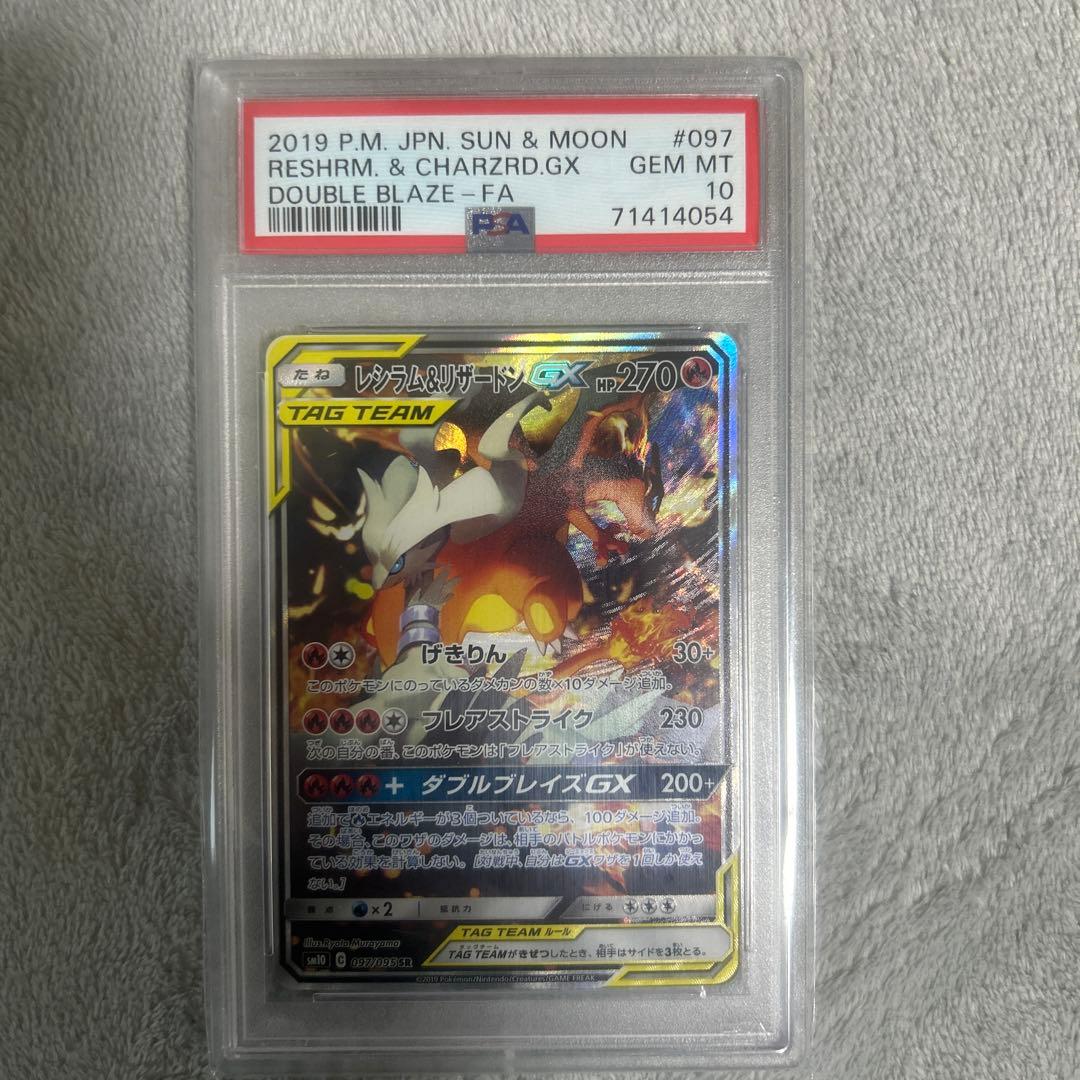 2019 P.M. JPN. SUN & MOON #097
RESHRM. & CHARZRD.GX GEM MT
DOUBLE BLAZE - FA 10
PSA 71414054
たね レシラム&リザードンGX HP270
TAG TEAM
げきりん 30+
このポケモンにのっているダメカンの数×10ダメージ追加。
フレアストライク 230
次の自分の番、このポケモンは「フレアストライク」が使えない。
+ ダブルブレイズGX 200+
追加でエネルギーが3個ついているなら、100ダメージ追加。
その場合、このワザのダメージは、相手のバトルポケモンにかかっ
ている効果を計算しない。[対戦中、自分はGXワザを1回しか使え
ない。]
弱点 ×2 抵抗力 にげる
TAG TEAM ルール
TAG TEAMがきぜつしたとき、相手はサイドを3枚とる。
Illus. Ryota Murayama
sm10 C 097/095 SR
©2019 Pokémon/Nintendo/Creatures/GAME FREAK